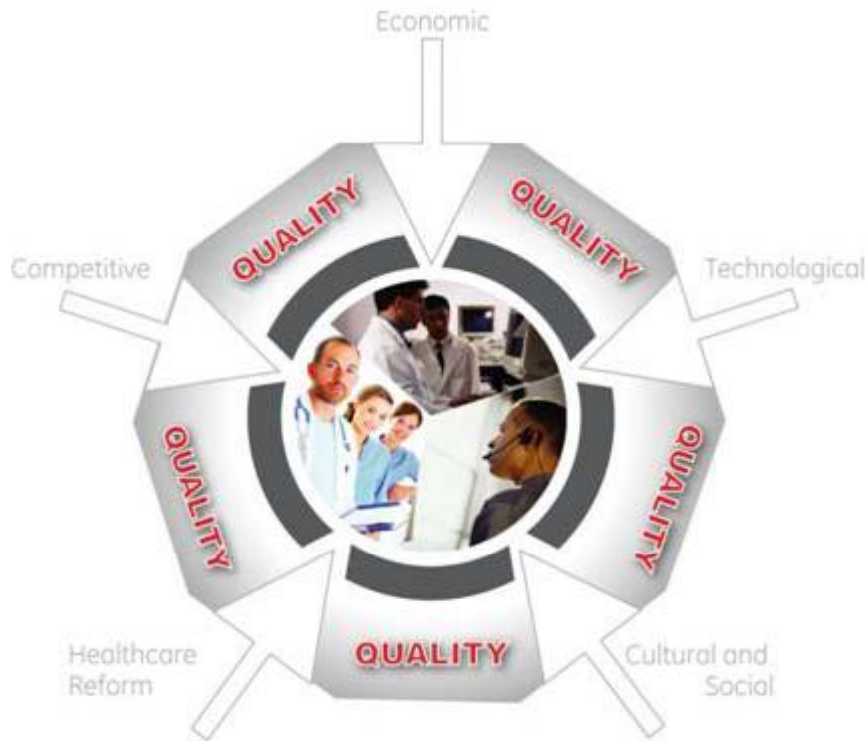 Economic
QUALITY
QUALITY
Competitive
Technological
QUALITY
QUALITY
Healthcare
Reform
QUALITY
Cultural and
Social